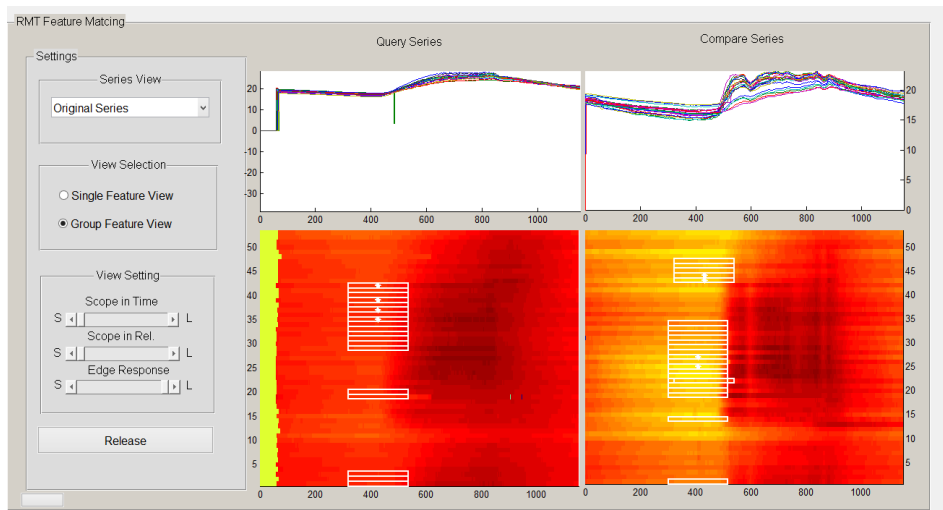 RMT Feature Matcing
Query Series
Compare Series
Settings
Series View
Original Series
View Selection
Single Feature View
Group Feature View
View Setting
Scope in Time
S L
Scope in Rel.
S L
Edge Response
S L
Release
20
10
0
-10
-20
-30
0 200 400 600 800 1000
20
15
10
5
0
0 200 400 600 800 1000
50
45
40
35
30
25
20
15
10
5
0 200 400 600 800 1000
50
45
40
35
30
25
20
15
10
5
0 200 400 600 800 1000